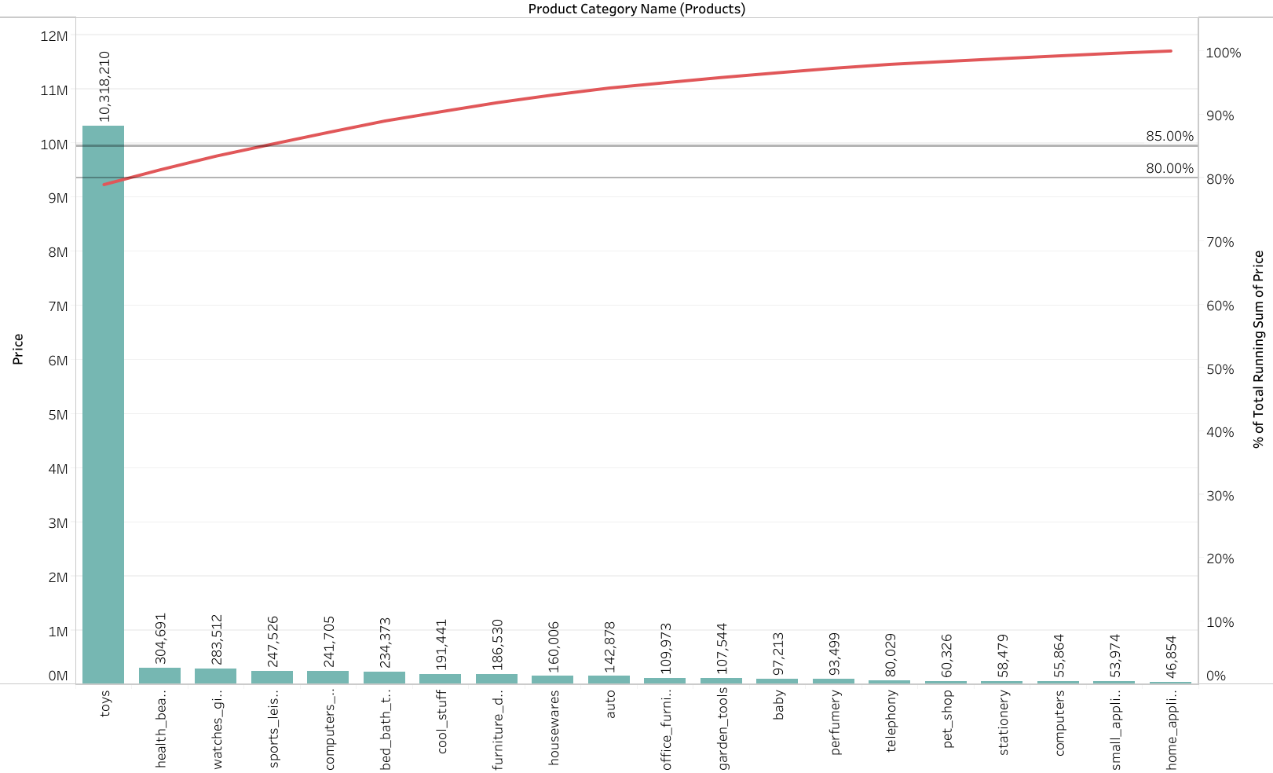 Product Category Name (Products)
12M
11M
10M
9M
8M
7M
6M
5M
4M
3M
2M
1M
0M
Price
10,318,210
304,691
283,512
247,526
241,705
234,373
191,441
186,530
160,006
142,878
109,973
107,544
97,213
93,499
80,029
60,326
58,479
55,864
53,974
46,854
85.00%
80.00%
100%
90%
80%
70%
60%
50%
40%
30%
20%
10%
0%
% of Total Running Sum of Price
toys
health_bea..
watches_gi..
sports_leis..
computers_..
bed_bath_t..
cool_stuff
furniture_d..
housewares
auto
office_furni..
garden_tools
baby
perfumery
telephony
pet_shop
stationery
computers
small_appli..
home_appli..